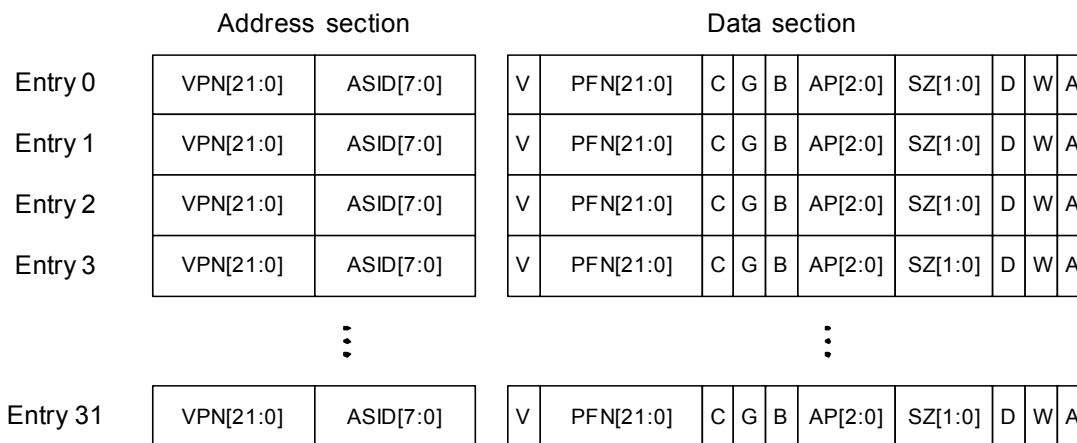 Address section Data section
Entry 0 VPN[21:0] ASID[7:0] V PFN[21:0] C G B AP[2:0] SZ[1:0] D W A
Entry 1 VPN[21:0] ASID[7:0] V PFN[21:0] C G B AP[2:0] SZ[1:0] D W A
Entry 2 VPN[21:0] ASID[7:0] V PFN[21:0] C G B AP[2:0] SZ[1:0] D W A
Entry 3 VPN[21:0] ASID[7:0] V PFN[21:0] C G B AP[2:0] SZ[1:0] D W A
Entry 31 VPN[21:0] ASID[7:0] V PFN[21:0] C G B AP[2:0] SZ[1:0] D W A